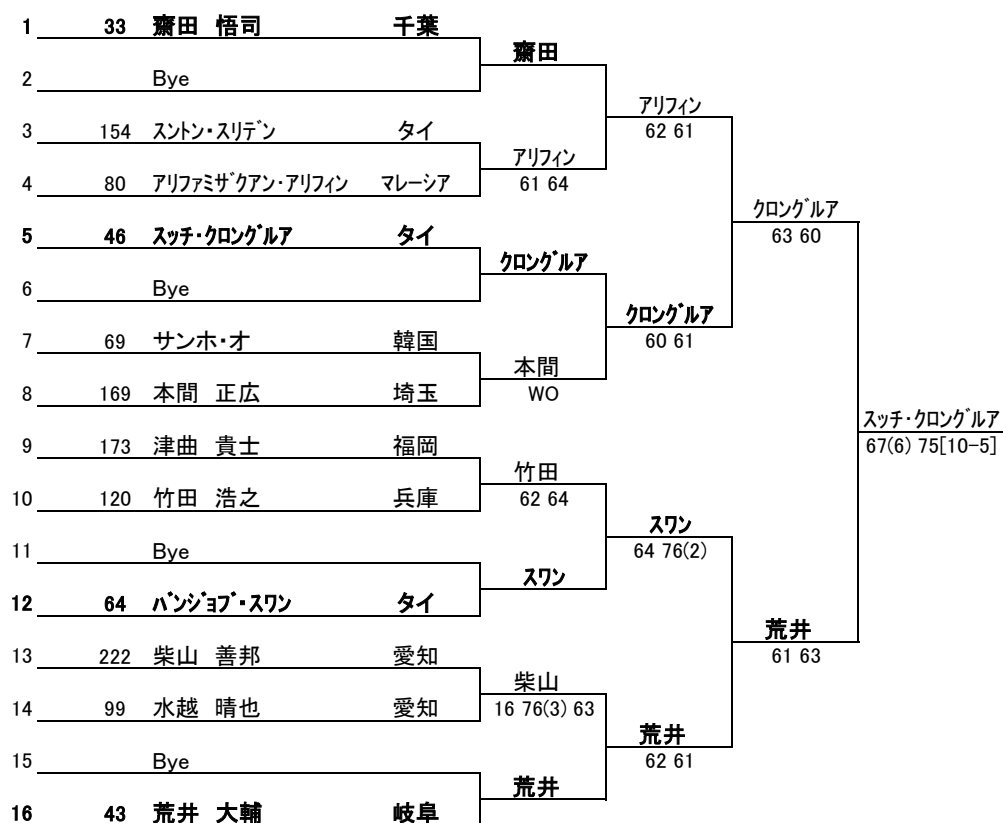 1 33 齋田 悟司 千葉
齋田
2 Bye
アリフィン
62 61
3 154 スントン・スリデン タイ
アリフィン
61 64
4 80 アリファミザクアン・アリフィン マレーシア
クロングルア
63 60
5 46 スッチ・クロングルア タイ
クロングルア
6 Bye
クロングルア
60 61
7 69 サンホ・オ 韓国
本間
WO
8 169 本間 正広 埼玉
スッチ・クロングルア
67(6) 75[10-5]
9 173 津曲 貴士 福岡
竹田
62 64
10 120 竹田 浩之 兵庫
スワン
64 76(2)
11 Bye
スワン
12 64 バンジョブ・スワン タイ
荒井
61 63
13 222 柴山 善邦 愛知
柴山
16 76(3) 63
14 99 水越 晴也 愛知
荒井
62 61
15 Bye
荒井
16 43 荒井 大輔 岐阜